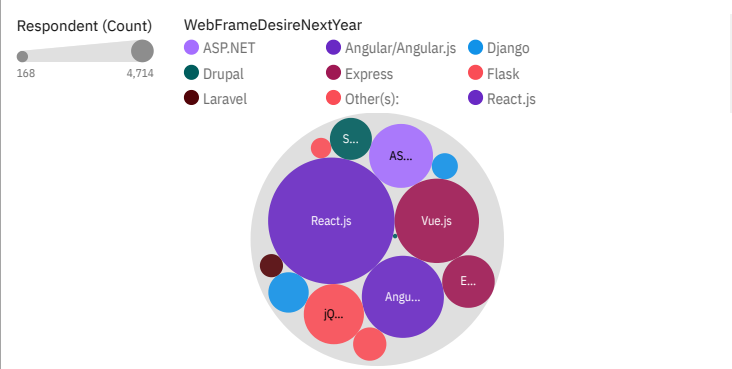 Respondent (Count)
168 4,714
WebFrameDesireNextYear
ASP.NET Angular/Angular.js Django
Drupal Express Flask
Laravel Other(s): React.js
S...
AS...
React.js
Vue.js
E...
Angu...
jQ...